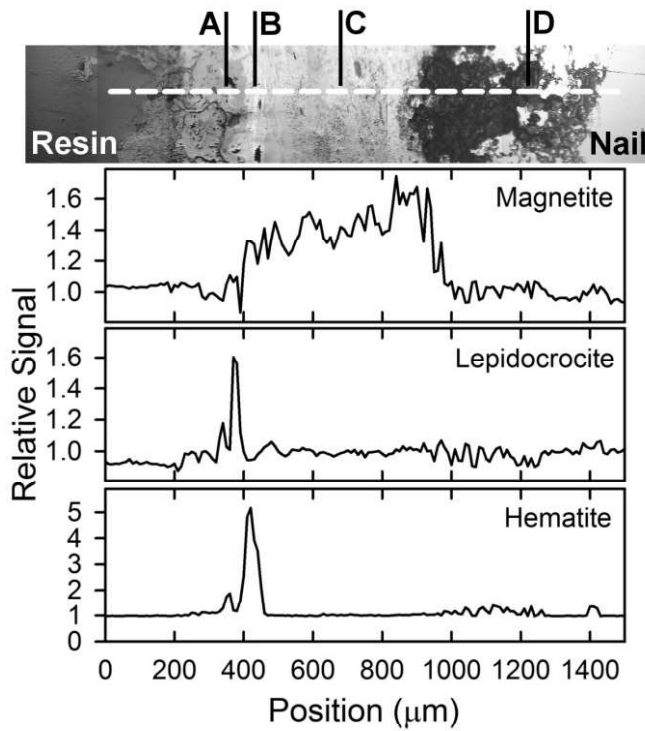 A B C D
Resin Nail
Relative Signal
Magnetite
1.6
1.4
1.2
1.0
Lepidocrocite
1.6
1.4
1.2
1.0
Hematite
5
4
3
2
1
0
0 200 400 600 800 1000 1200 1400
Position (μm)